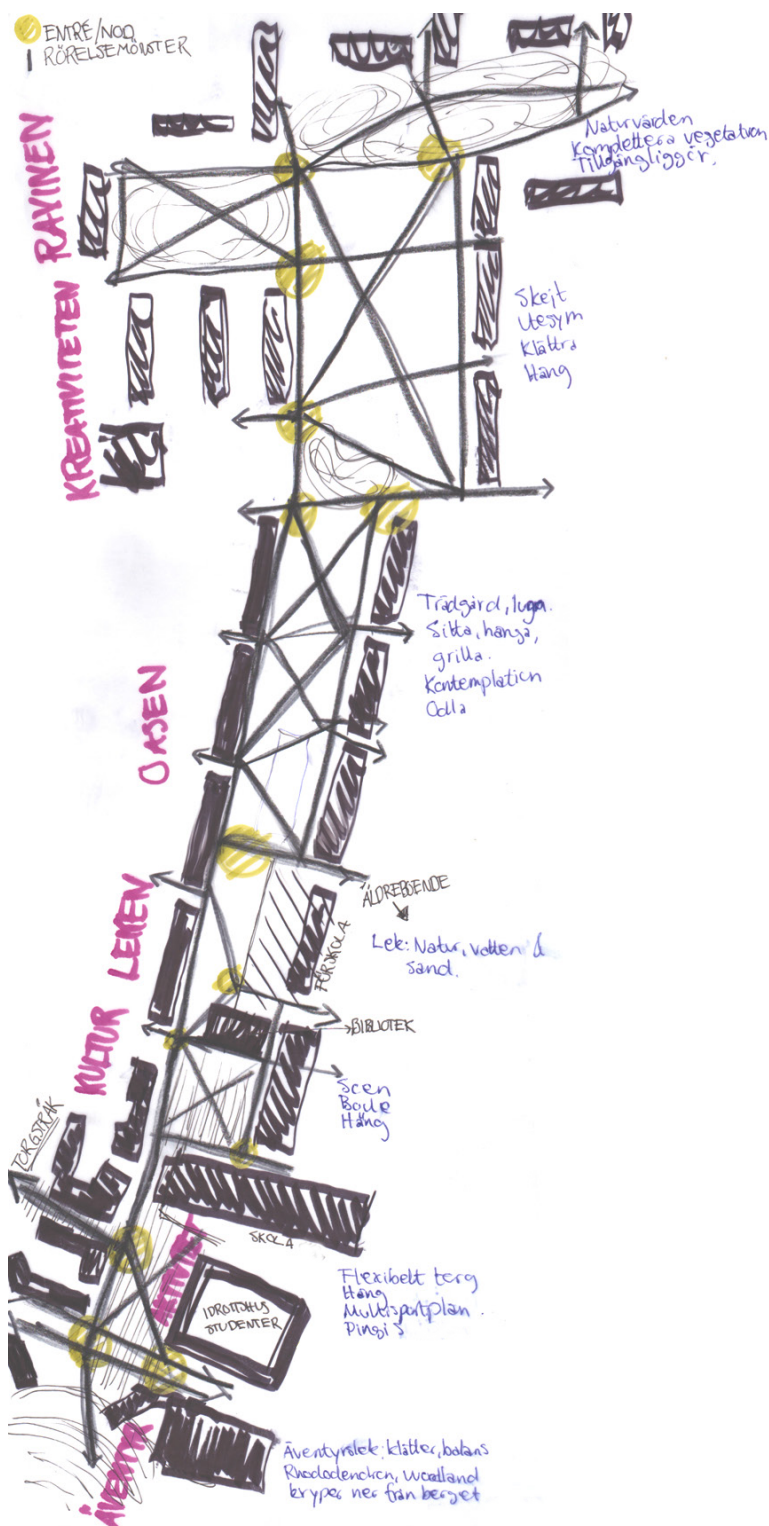 ENTRÉ/NOD
RÖRELSEMÖNSTER
RAVINEN
Naturvärden
Komplettera vegetation
Tillgängliggör.
KREATIVITETEN
Skejt
Utegym
Klättra
Häng
OASEN
Trädgård, lugn.
Sitta, hänga,
grilla.
Kontemplation
Odla
LEKEN
ÄLDREBOENDE
FÖRSKOLA
Lek: Natur, vatten &
sand.
KULTUR
BIBLIOTEK
Scen
Boule
Häng
TORGSTRÅK
SKOLA
AKTIVITET
IDROTTSHUS
STUDENTER
Flexibelt torg
Häng
Multisportplan.
Pingis
ÄVENTYR
Äventyrslek: klätter, balans
Rhododendron, woodland
kryper ner från berget